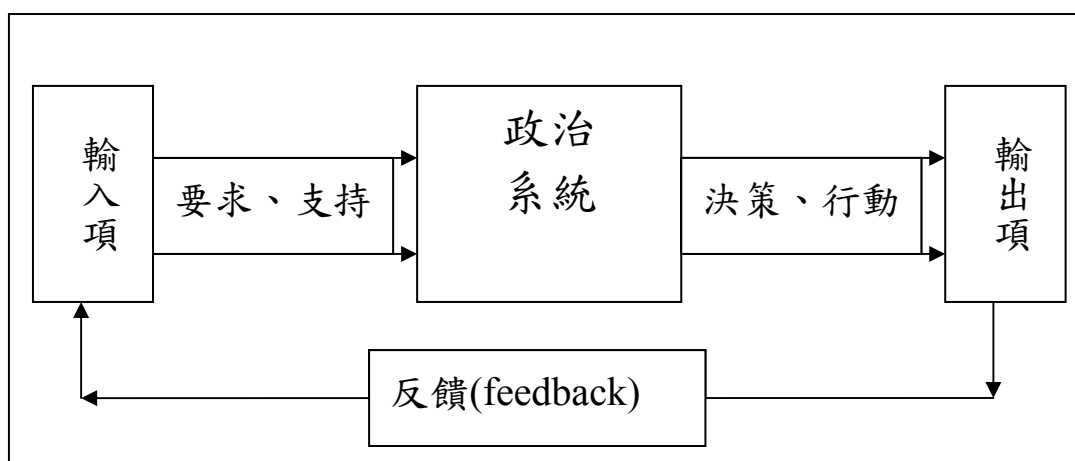 輸入項
要求、支持
政治
系統
決策、行動
輸出項
反饋(feedback)